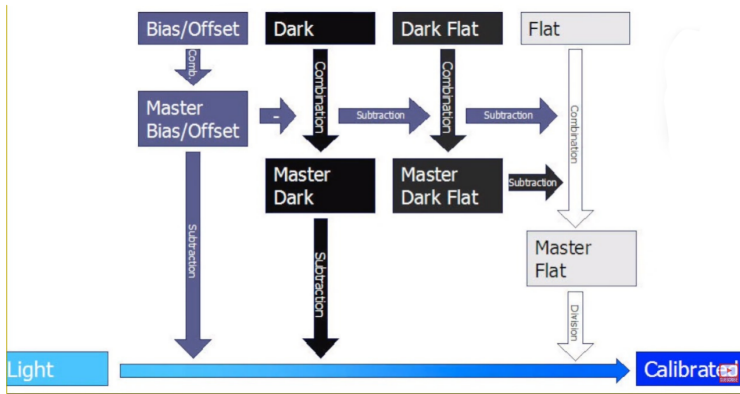 Bias/Offset
Dark
Dark Flat
Flat
Comb.
Combination
Combination
Combination
Master
Bias/Offset
-
Subtraction
Subtraction
Master
Dark
Master
Dark Flat
Subtraction
Subtraction
Subtraction
Master
Flat
Division
Light
Calibrated